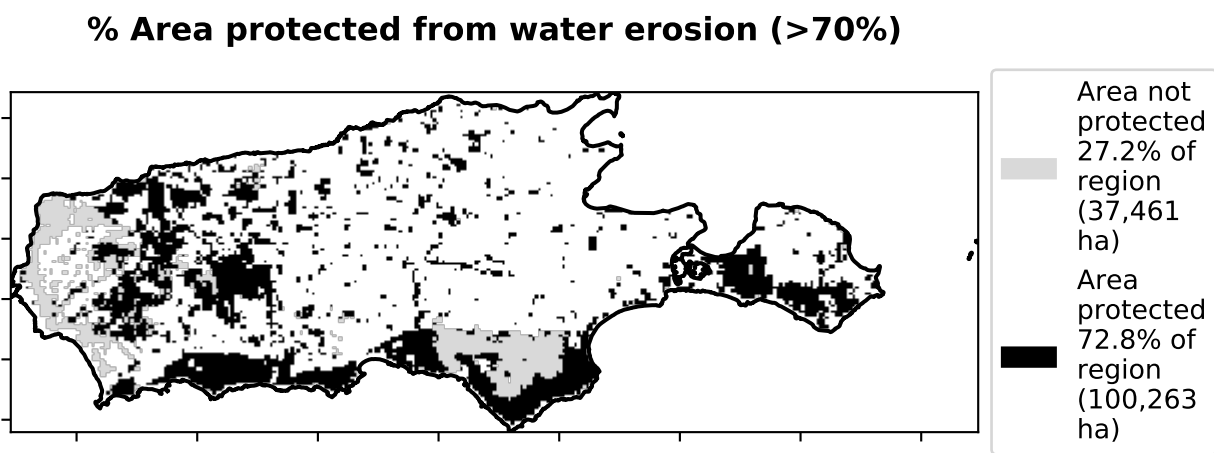 % Area protected from water erosion (>70%)
Area not
protected
27.2% of
region
(37,461
ha)
Area
protected
72.8% of
region
(100,263
ha)